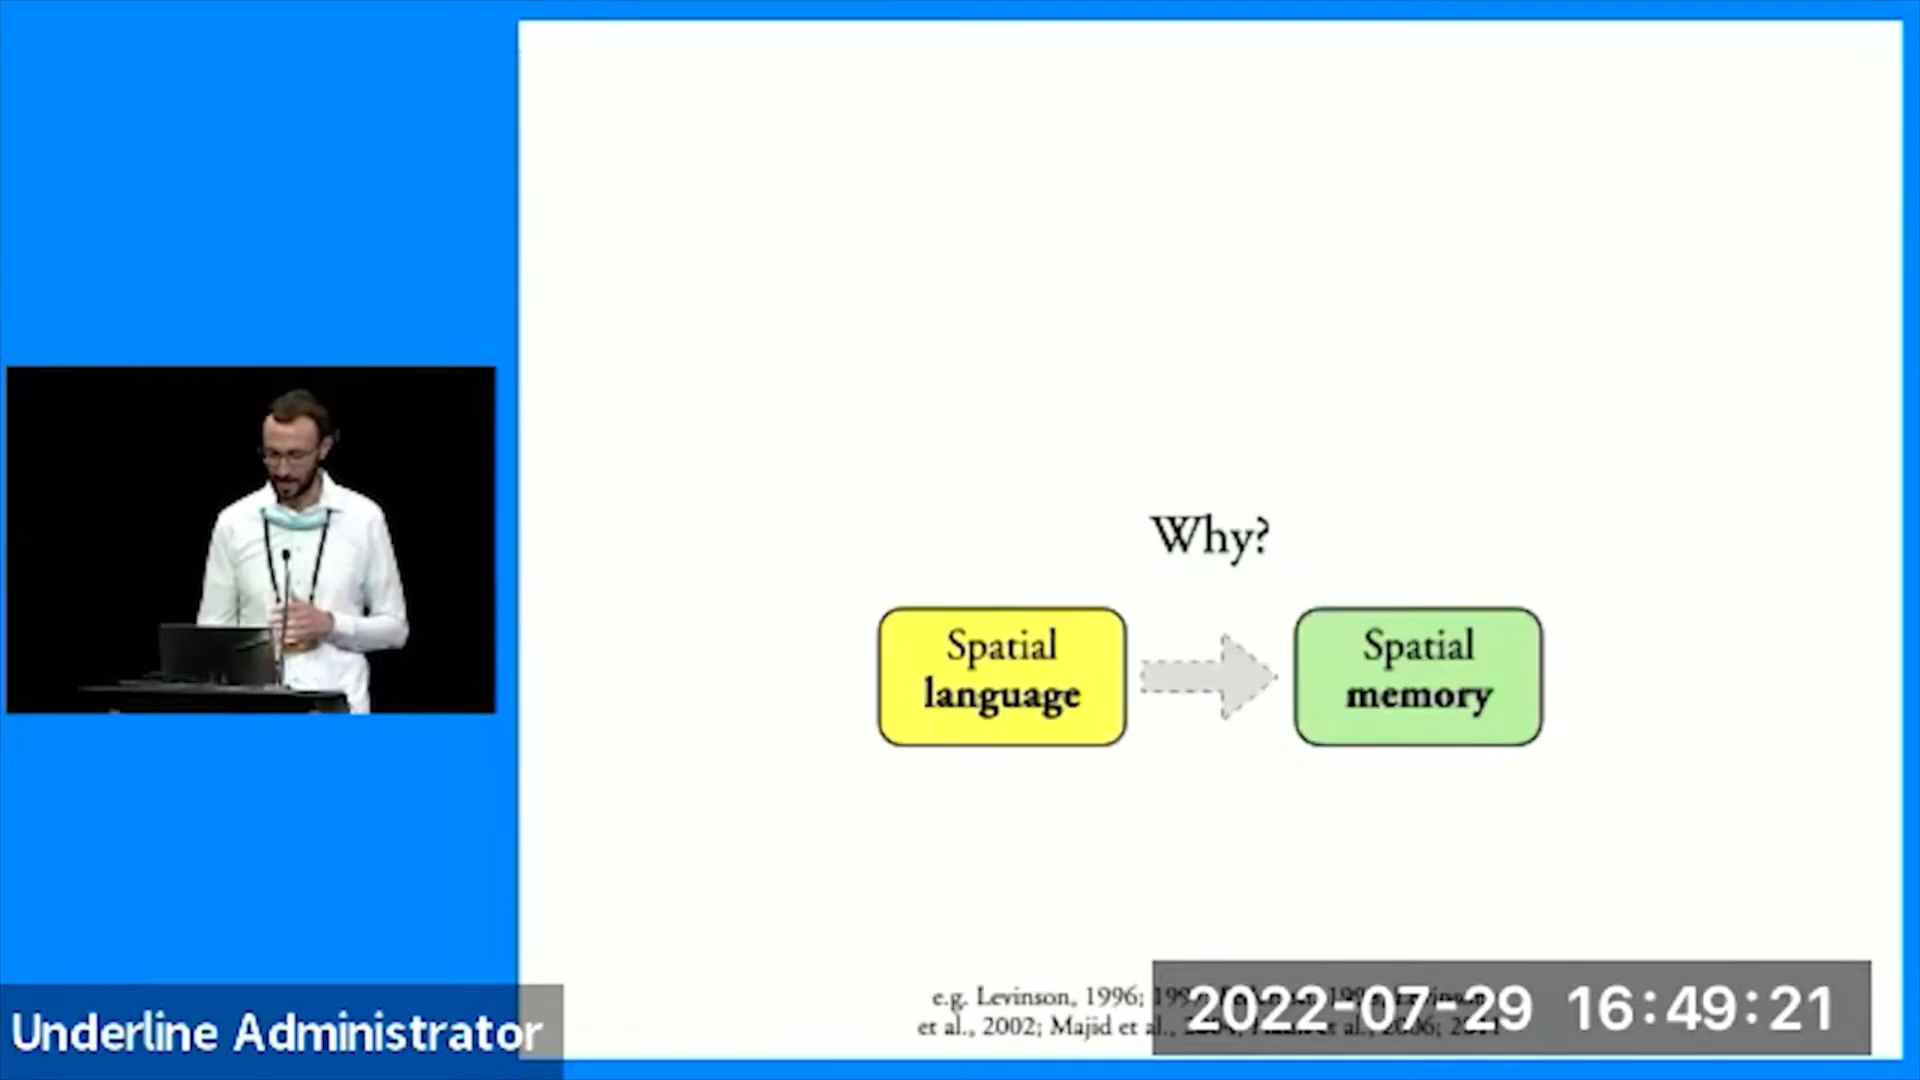 Why?
Spatial
language
Spatial
memory
e.g. Levinson, 1996;
et al., 2002; Majid et al.,
2022-07-29 16:49:21
Underline Administrator